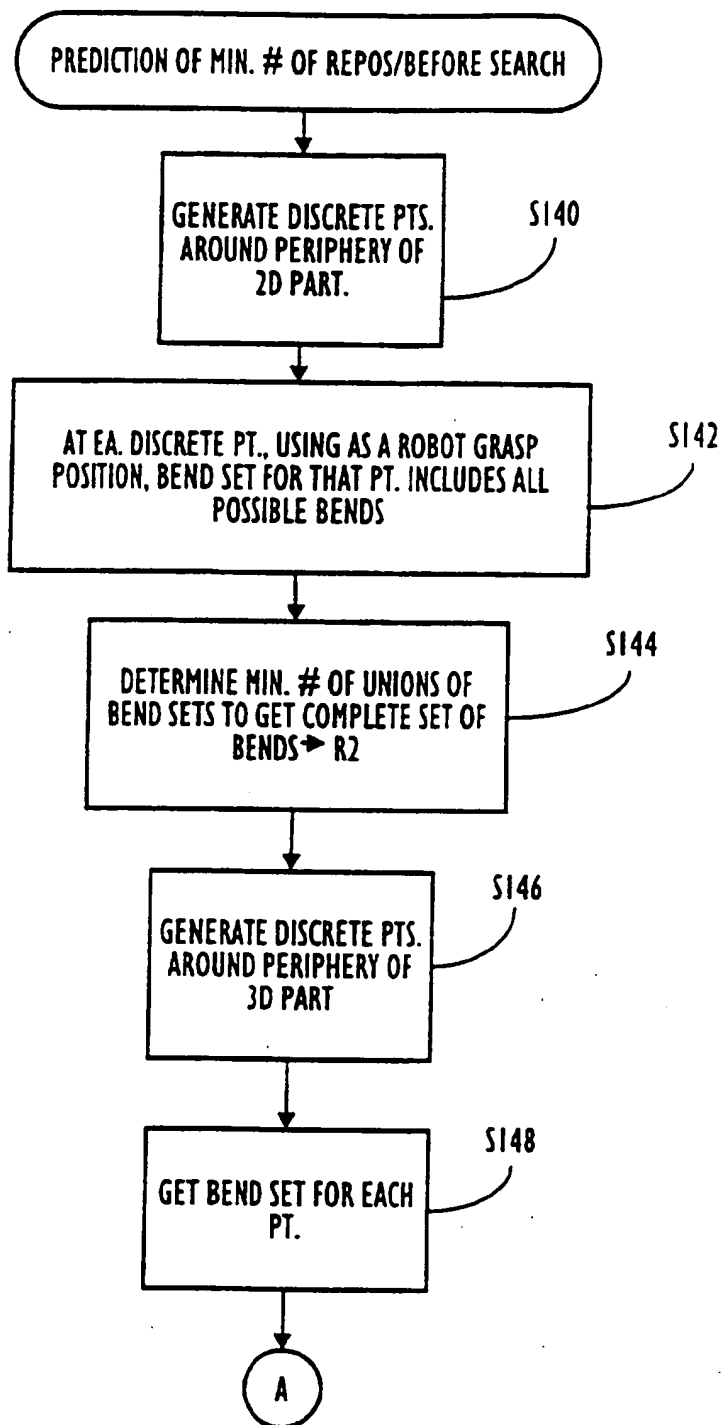 PREDICTION OF MIN. # OF REPOS/BEFORE SEARCH
GENERATE DISCRETE PTS.
AROUND PERIPHERY OF
2D PART.
S140
AT EA. DISCRETE PT., USING AS A ROBOT GRASP
POSITION, BEND SET FOR THAT PT. INCLUDES ALL
POSSIBLE BENDS
S142
DETERMINE MIN. # OF UNIONS OF
BEND SETS TO GET COMPLETE SET OF
BENDS → R2
S144
GENERATE DISCRETE PTS.
AROUND PERIPHERY OF
3D PART
S146
GET BEND SET FOR EACH
PT.
S148
A